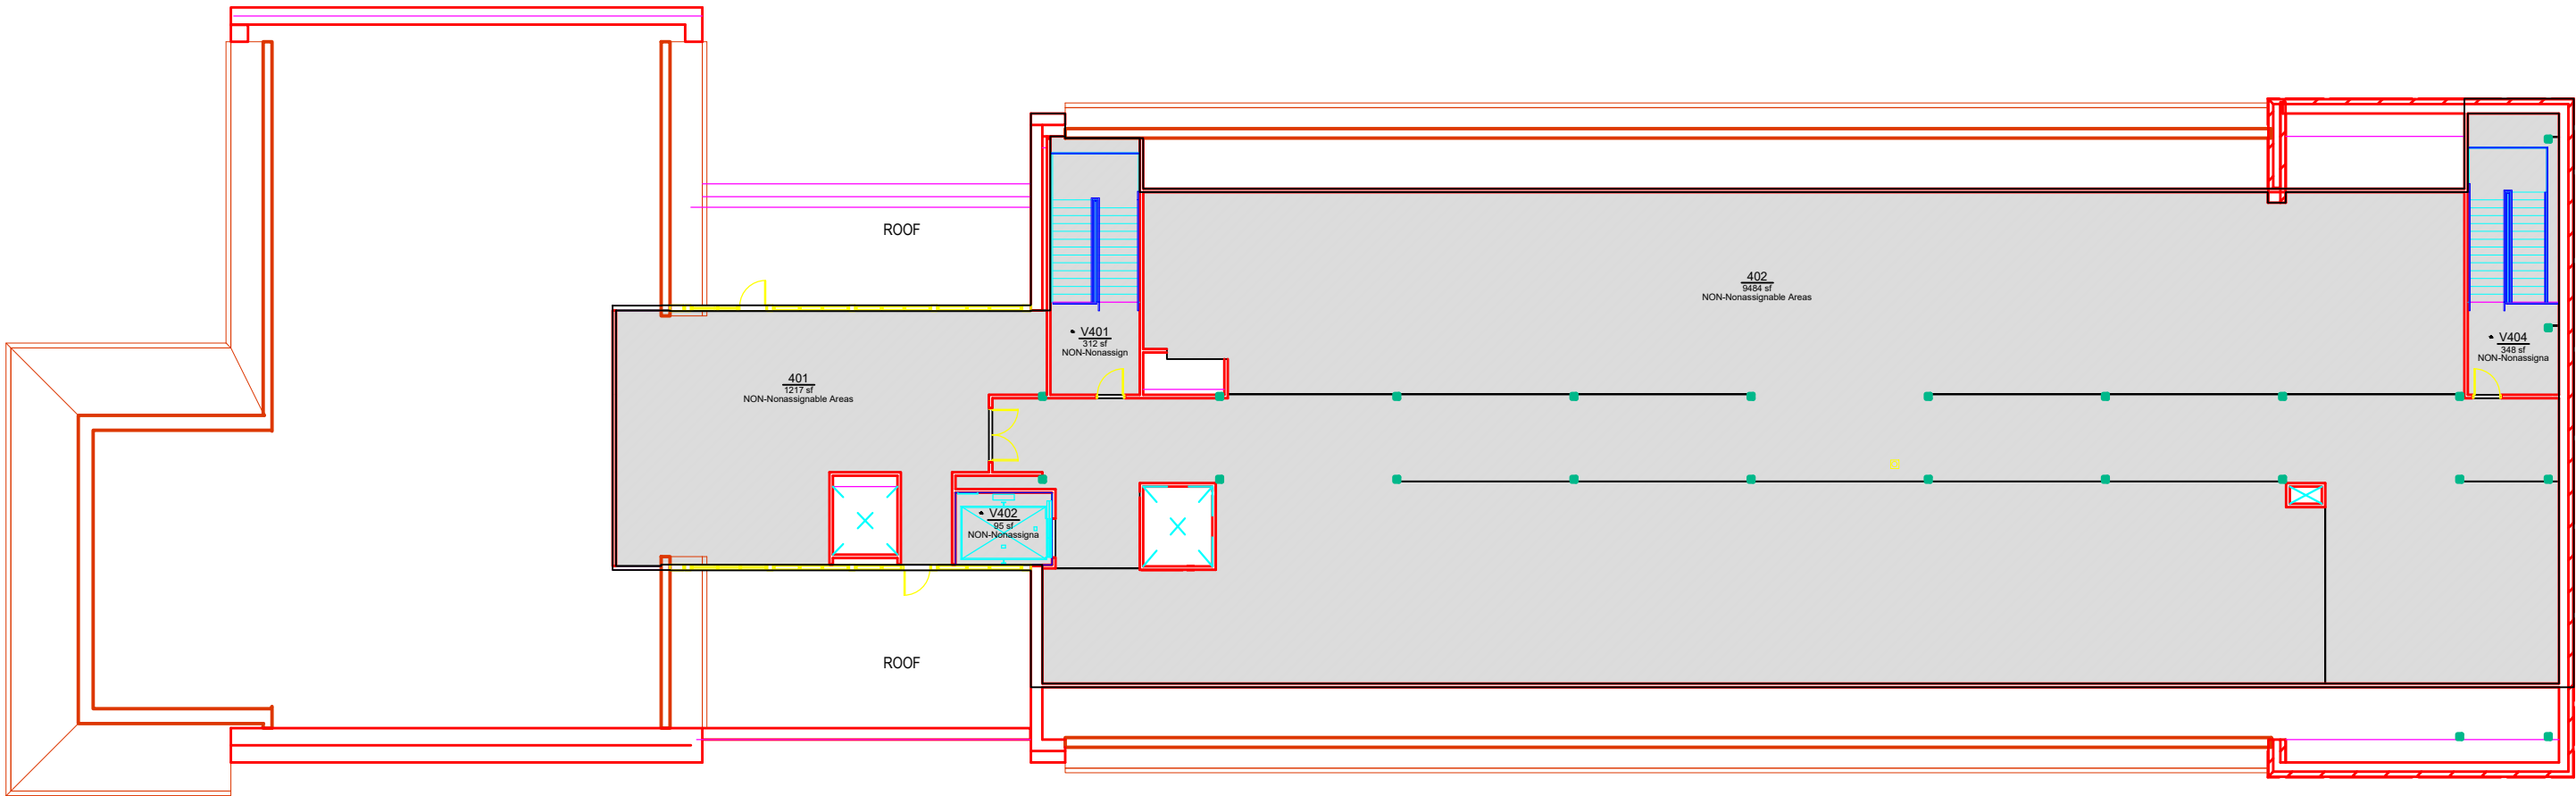 ROOF
402
9484 sf
NON-Nonassignable Areas
V401
312 sf
NON-Nonassign
V404
348 sf
NON-Nonassigna
401
1217 sf
NON-Nonassignable Areas
V402
95 sf
NON-Nonassigna
ROOF